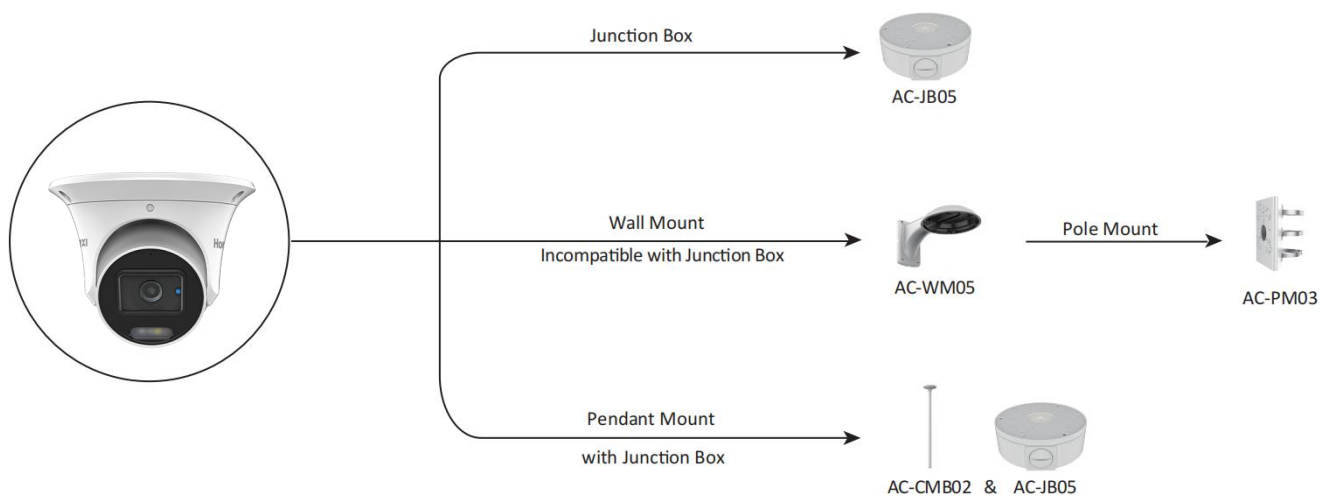 Junction Box
AC-JB05
Wall Mount
Incompatible with Junction Box
AC-WM05
Pole Mount
AC-PM03
Pendant Mount
with Junction Box
AC-CMB02 & AC-JB05